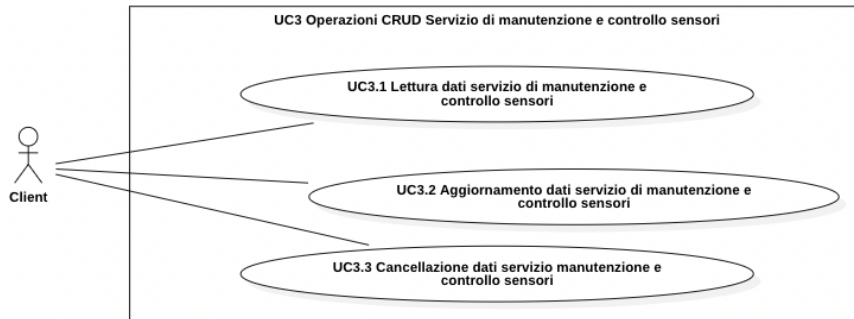 UC3 Operazioni CRUD Servizio di manutenzione e controllo sensori
UC3.1 Lettura dati servizio di manutenzione e
controllo sensori
Client
UC3.2 Aggiornamento dati servizio di manutenzione e
controllo sensori
UC3.3 Cancellazione dati servizio manutenzione e
controllo sensori